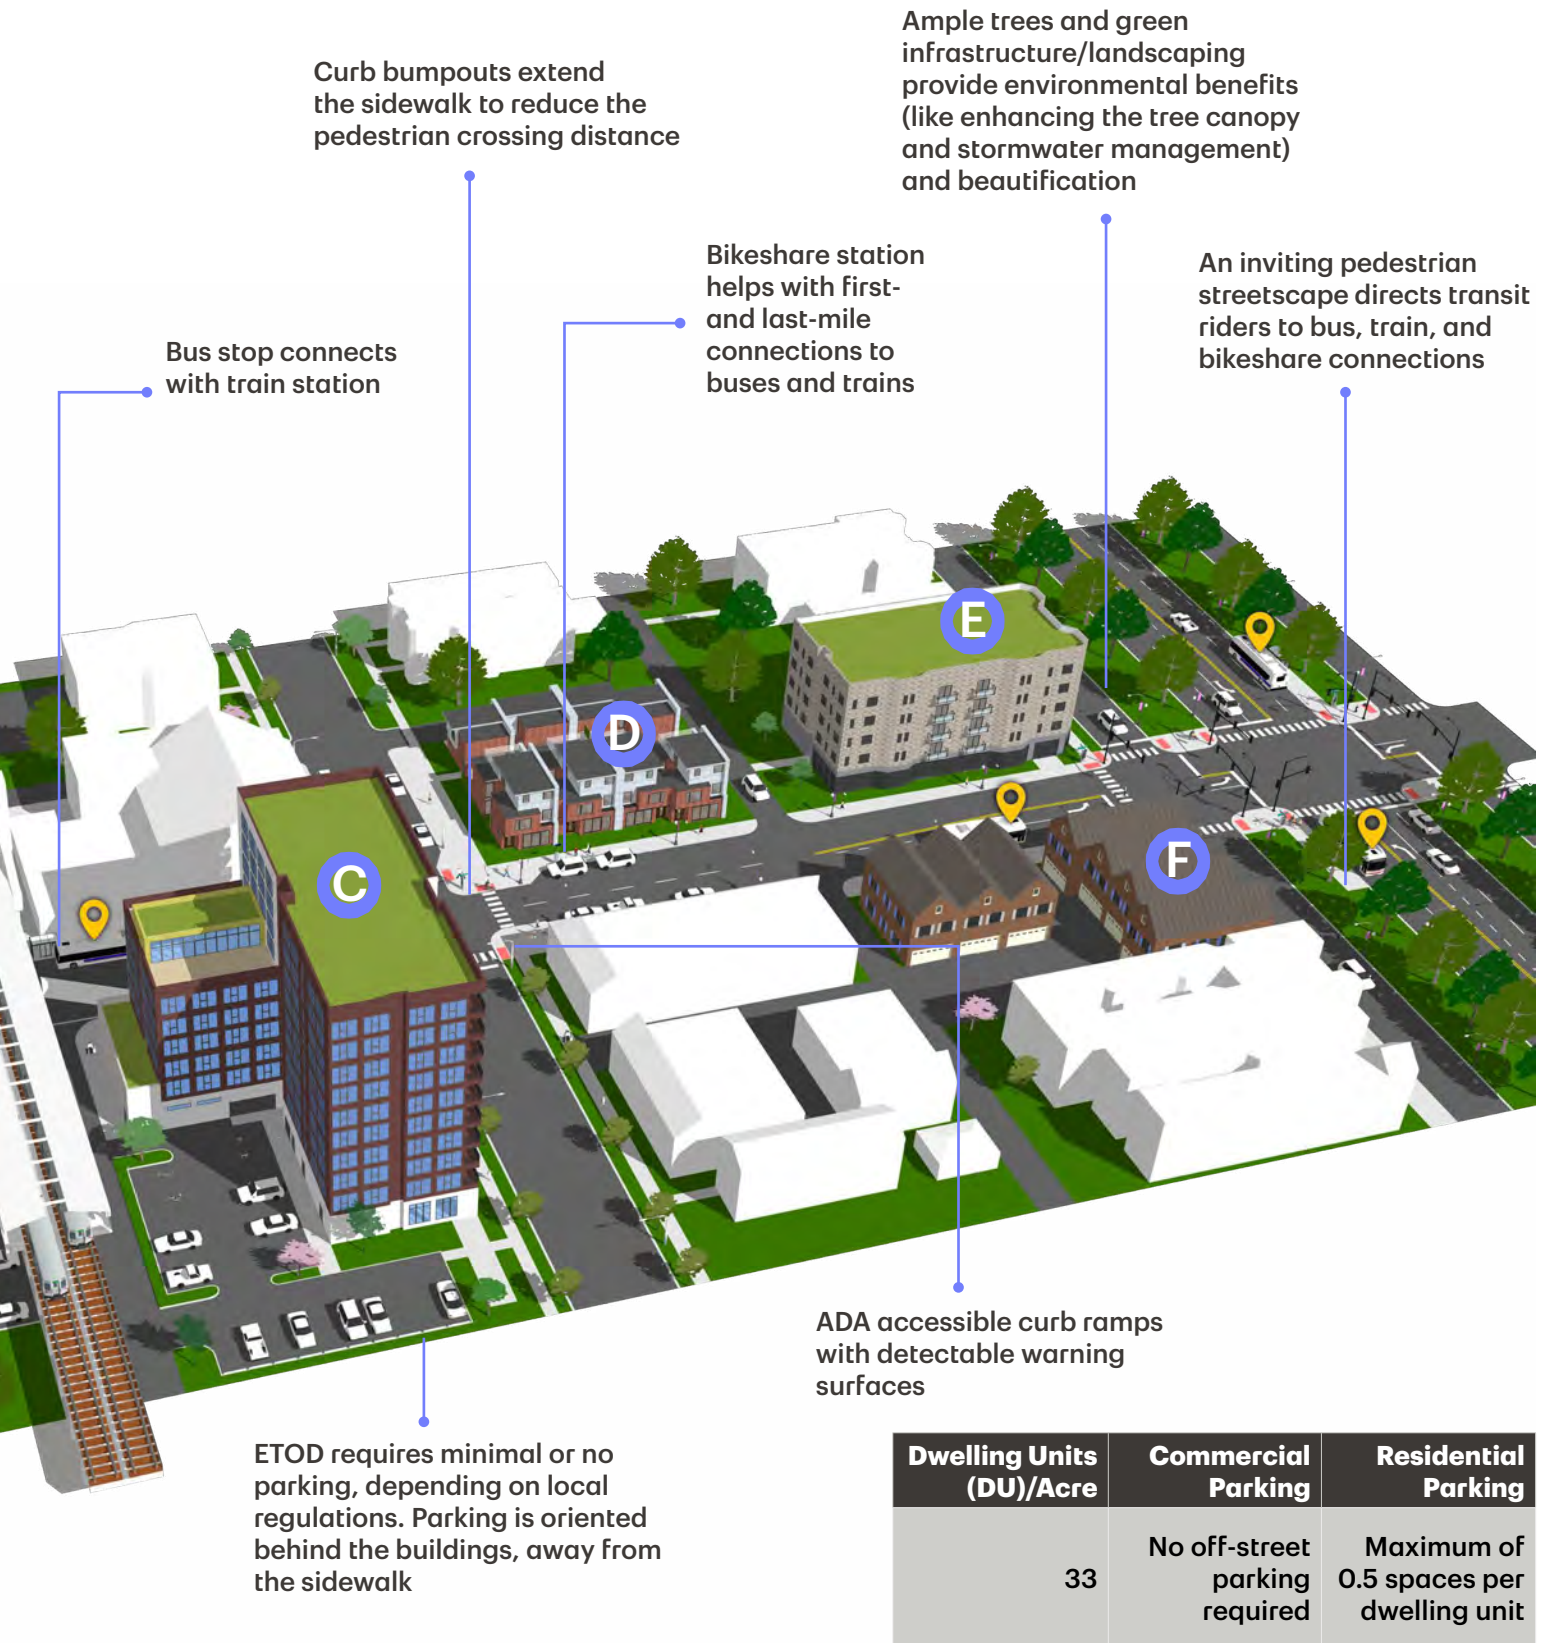 Ample trees and green
infrastructure/landscaping
provide environmental benefits
(like enhancing the tree canopy
and stormwater management)
and beautification
Curb bumpouts extend
the sidewalk to reduce the
pedestrian crossing distance
Bikeshare station
helps with first-
and last-mile
connections to
buses and trains
An inviting pedestrian
streetscape directs transit
riders to bus, train, and
bikeshare connections
Bus stop connects
with train station
E
D
C
F
ADA accessible curb ramps
with detectable warning
surfaces
ETOD requires minimal or no
parking, depending on local
regulations. Parking is oriented
behind the buildings, away from
the sidewalk
Dwelling Units
(DU)/Acre
Commercial
Parking
Residential
Parking
33
No off-street
parking
required
Maximum of
0.5 spaces per
dwelling unit